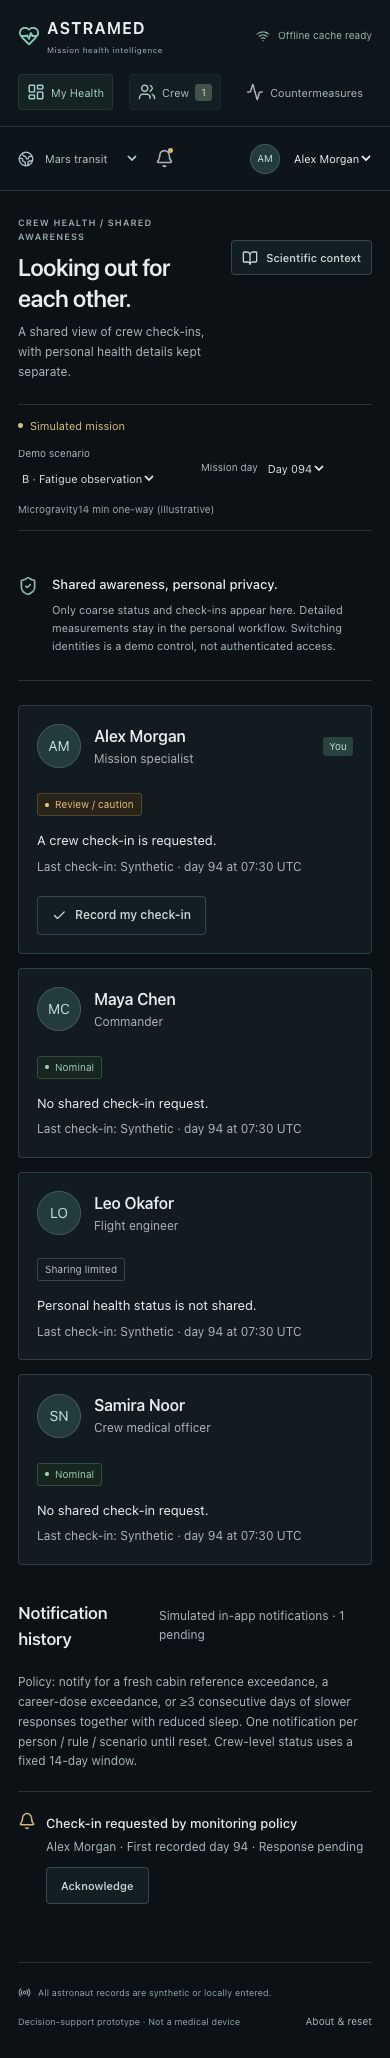 ASTRAMED
Mission health intelligence
Offline cache ready
My Health
Crew 1
Countermeasures
Mars transit
AM
Alex Morgan
CREW HEALTH / SHARED
AWARENESS
Looking out for
each other.
Scientific context
A shared view of crew check-ins,
with personal health details kept
separate.
Simulated mission
Demo scenario
B · Fatigue observation
Mission day Day 094
Microgravity14 min one-way (illustrative)
Shared awareness, personal privacy.
Only coarse status and check-ins appear here. Detailed
measurements stay in the personal workflow. Switching
identities is a demo control, not authenticated access.
AM
Alex Morgan
Mission specialist
You
Review / caution
A crew check-in is requested.
Last check-in: Synthetic · day 94 at 07:30 UTC
Record my check-in
MC
Maya Chen
Commander
Nominal
No shared check-in request.
Last check-in: Synthetic · day 94 at 07:30 UTC
LO
Leo Okafor
Flight engineer
Sharing limited
Personal health status is not shared.
Last check-in: Synthetic · day 94 at 07:30 UTC
SN
Samira Noor
Crew medical officer
Nominal
No shared check-in request.
Last check-in: Synthetic · day 94 at 07:30 UTC
Notification
history
Simulated in-app notifications · 1
pending
Policy: notify for a fresh cabin reference exceedance, a
career-dose exceedance, or ≥3 consecutive days of slower
responses together with reduced sleep. One notification per
person / rule / scenario until reset. Crew-level status uses a
fixed 14-day window.
Check-in requested by monitoring policy
Alex Morgan · First recorded day 94 · Response pending
Acknowledge
All astronaut records are synthetic or locally entered.
Decision-support prototype · Not a medical device
About & reset